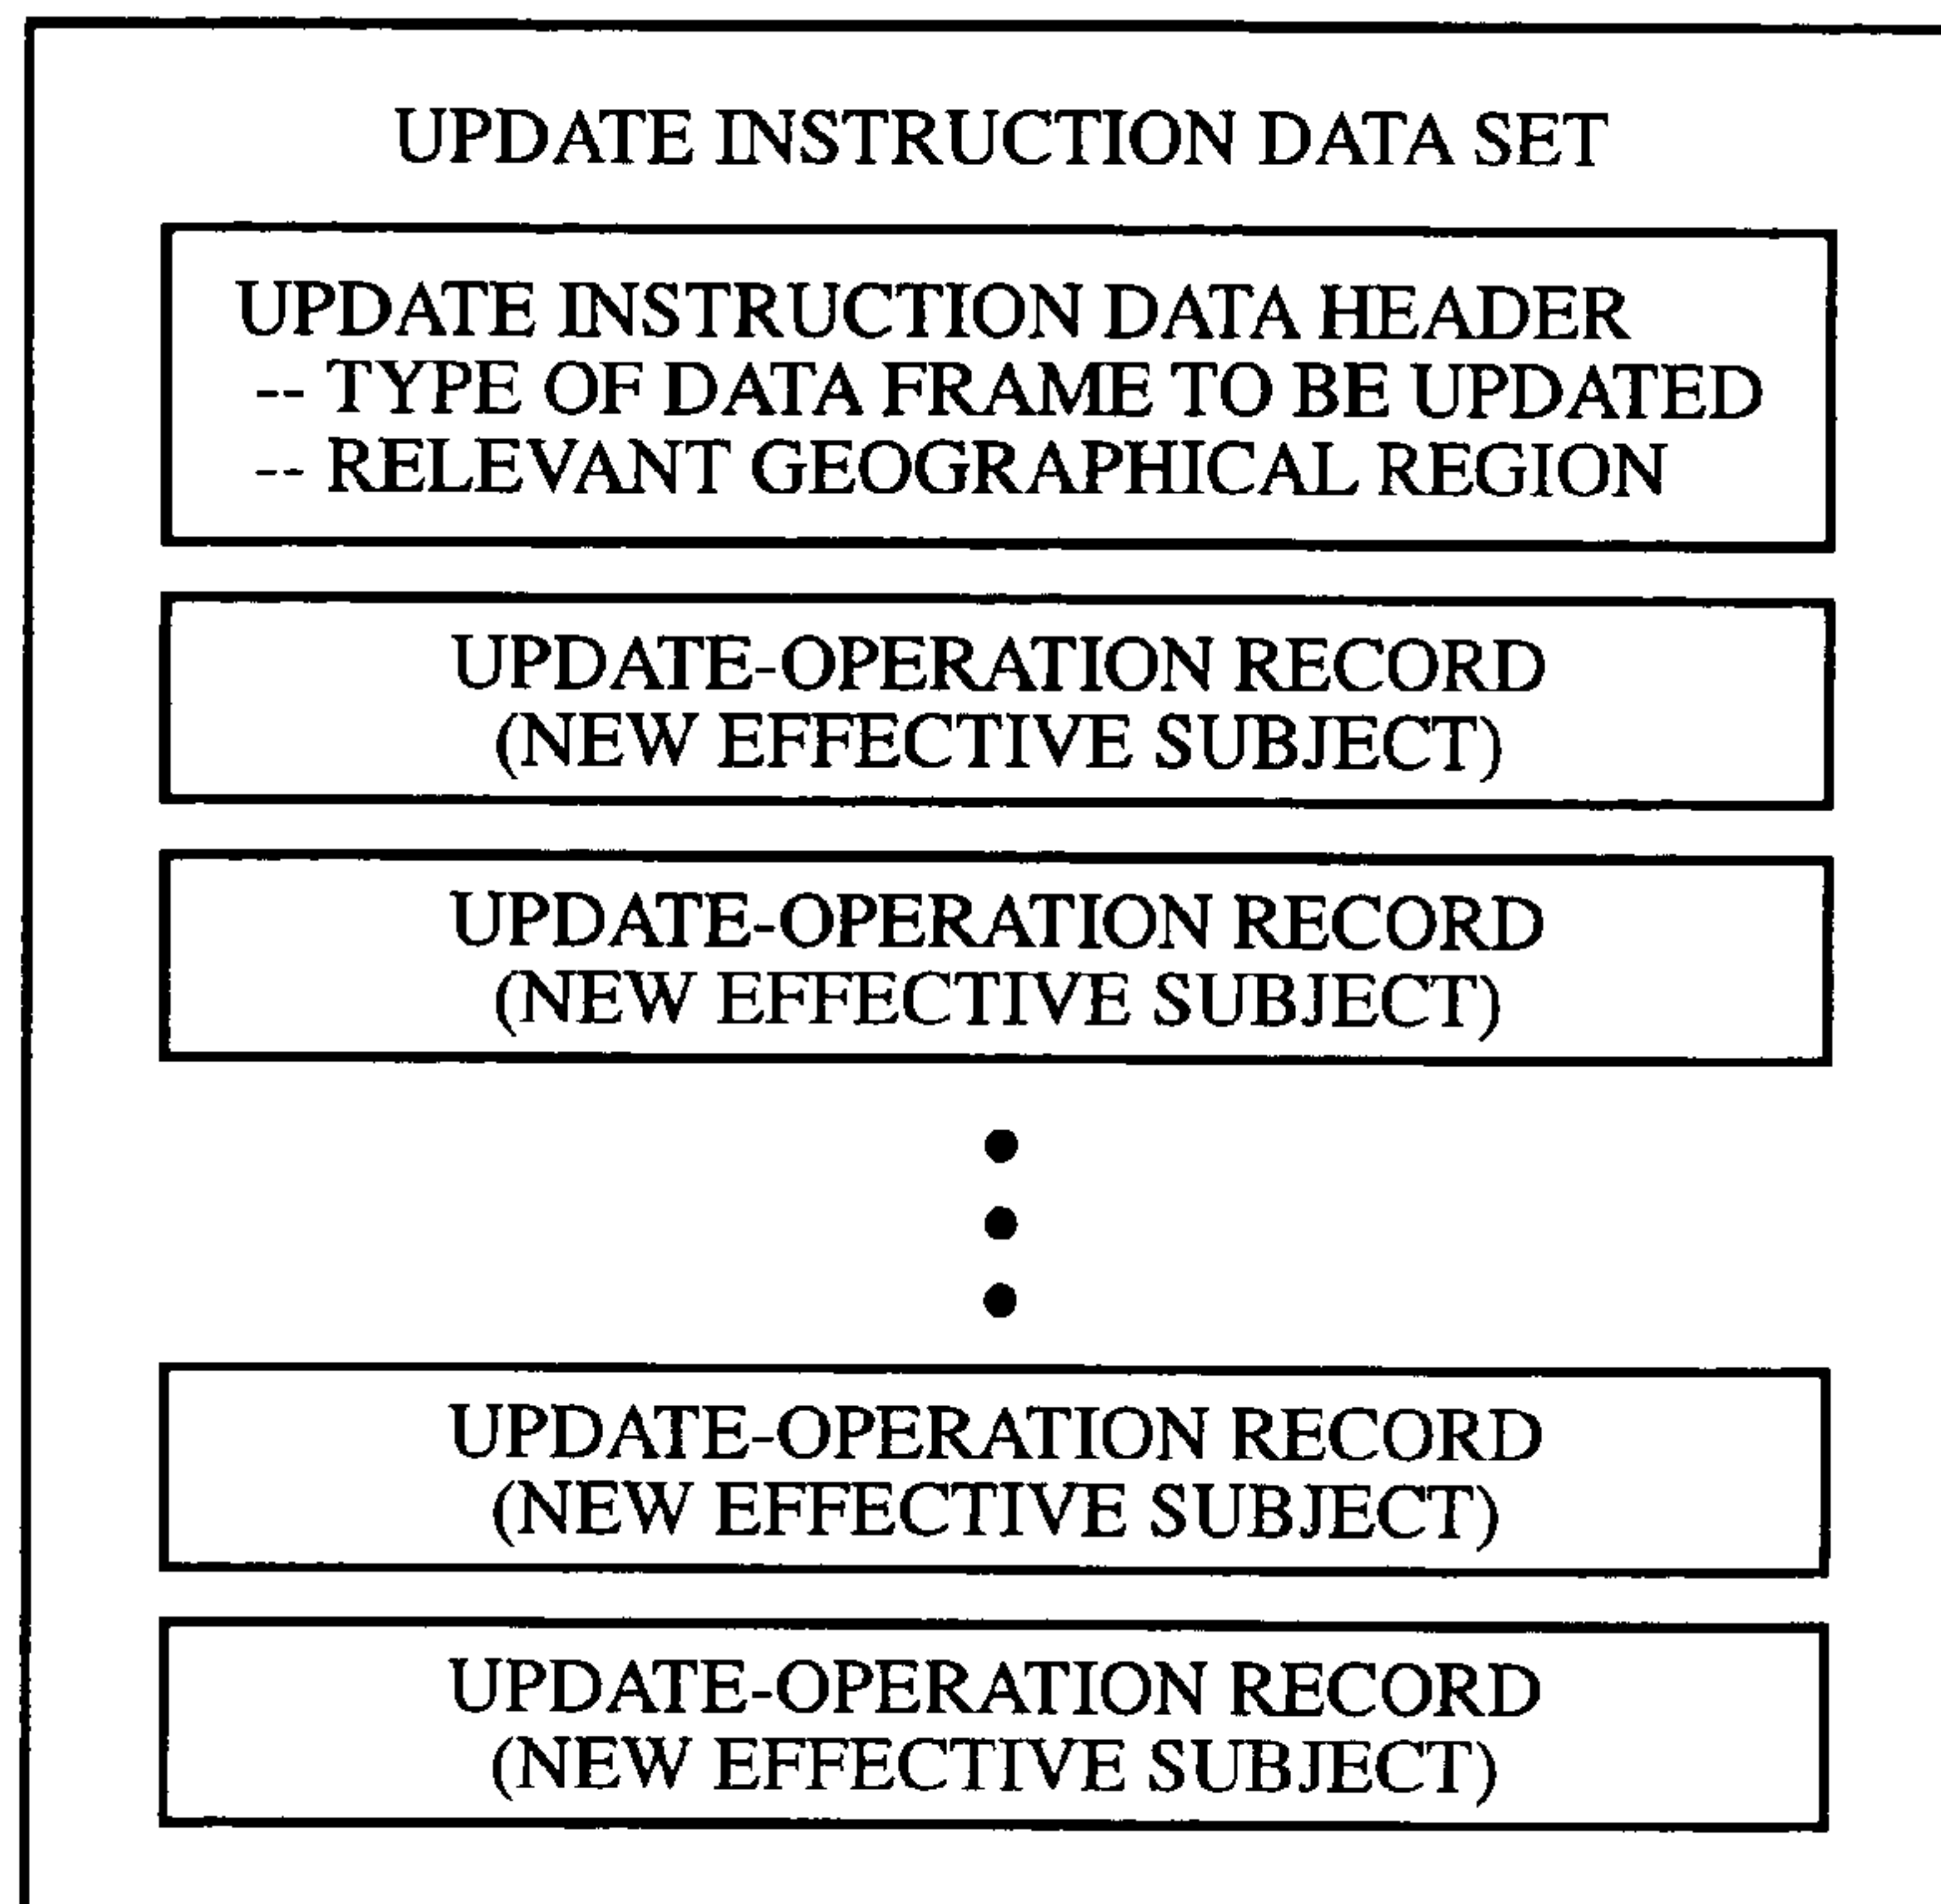 UPDATE INSTRUCTION DATA SET
UPDATE INSTRUCTION DATA HEADER
-- TYPE OF DATA FRAME TO BE UPDATED
-- RELEVANT GEOGRAPHICAL REGION
UPDATE-OPERATION RECORD
(NEW EFFECTIVE SUBJECT)
UPDATE-OPERATION RECORD
(NEW EFFECTIVE SUBJECT)
UPDATE-OPERATION RECORD
(NEW EFFECTIVE SUBJECT)
UPDATE-OPERATION RECORD
(NEW EFFECTIVE SUBJECT)